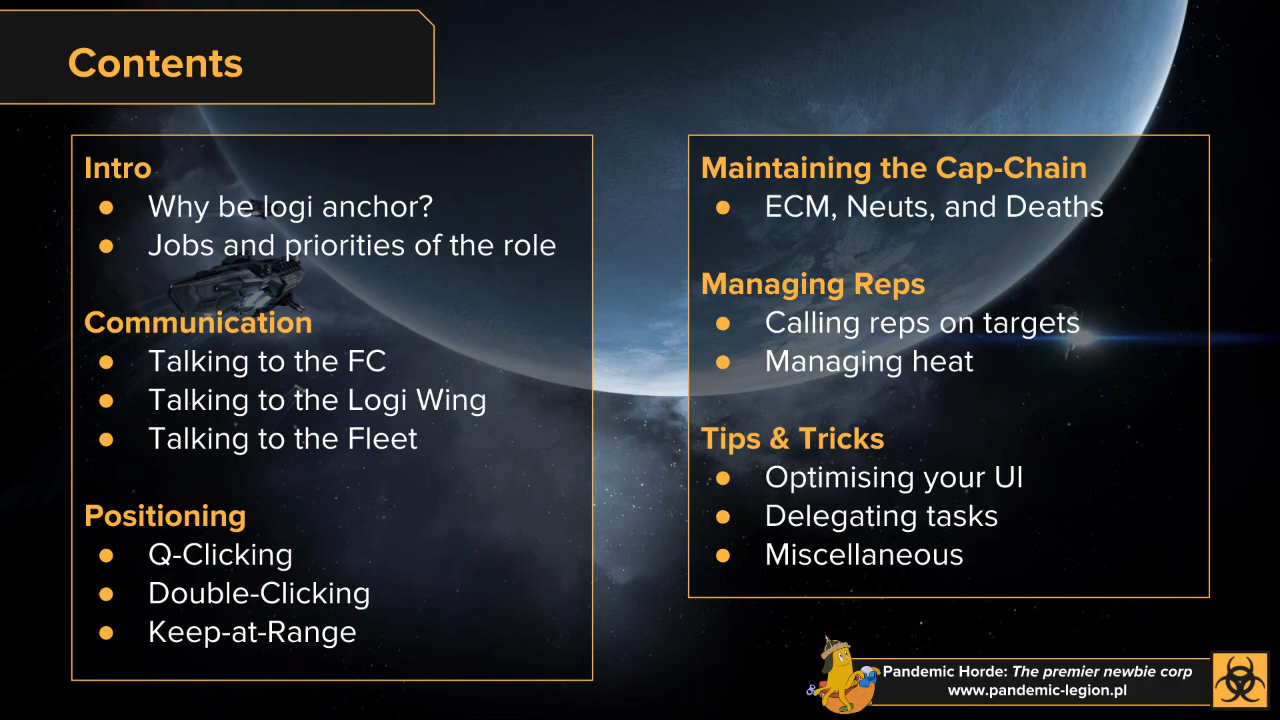 Contents
Intro
● Why be logi anchor?
● Jobs and priorities of the role
Communication
● Talking to the FC
● Talking to the Logi Wing
● Talking to the Fleet
Positioning
● Q-Clicking
● Double-Clicking
● Keep-at-Range
Maintaining the Cap-Chain
● ECM, Neuts, and Deaths
Managing Reps
● Calling reps on targets
● Managing heat
Tips & Tricks
● Optimising your UI
● Delegating tasks
● Miscellaneous
Pandemic Horde: The premier newbie corp
www.pandemic-legion.pl